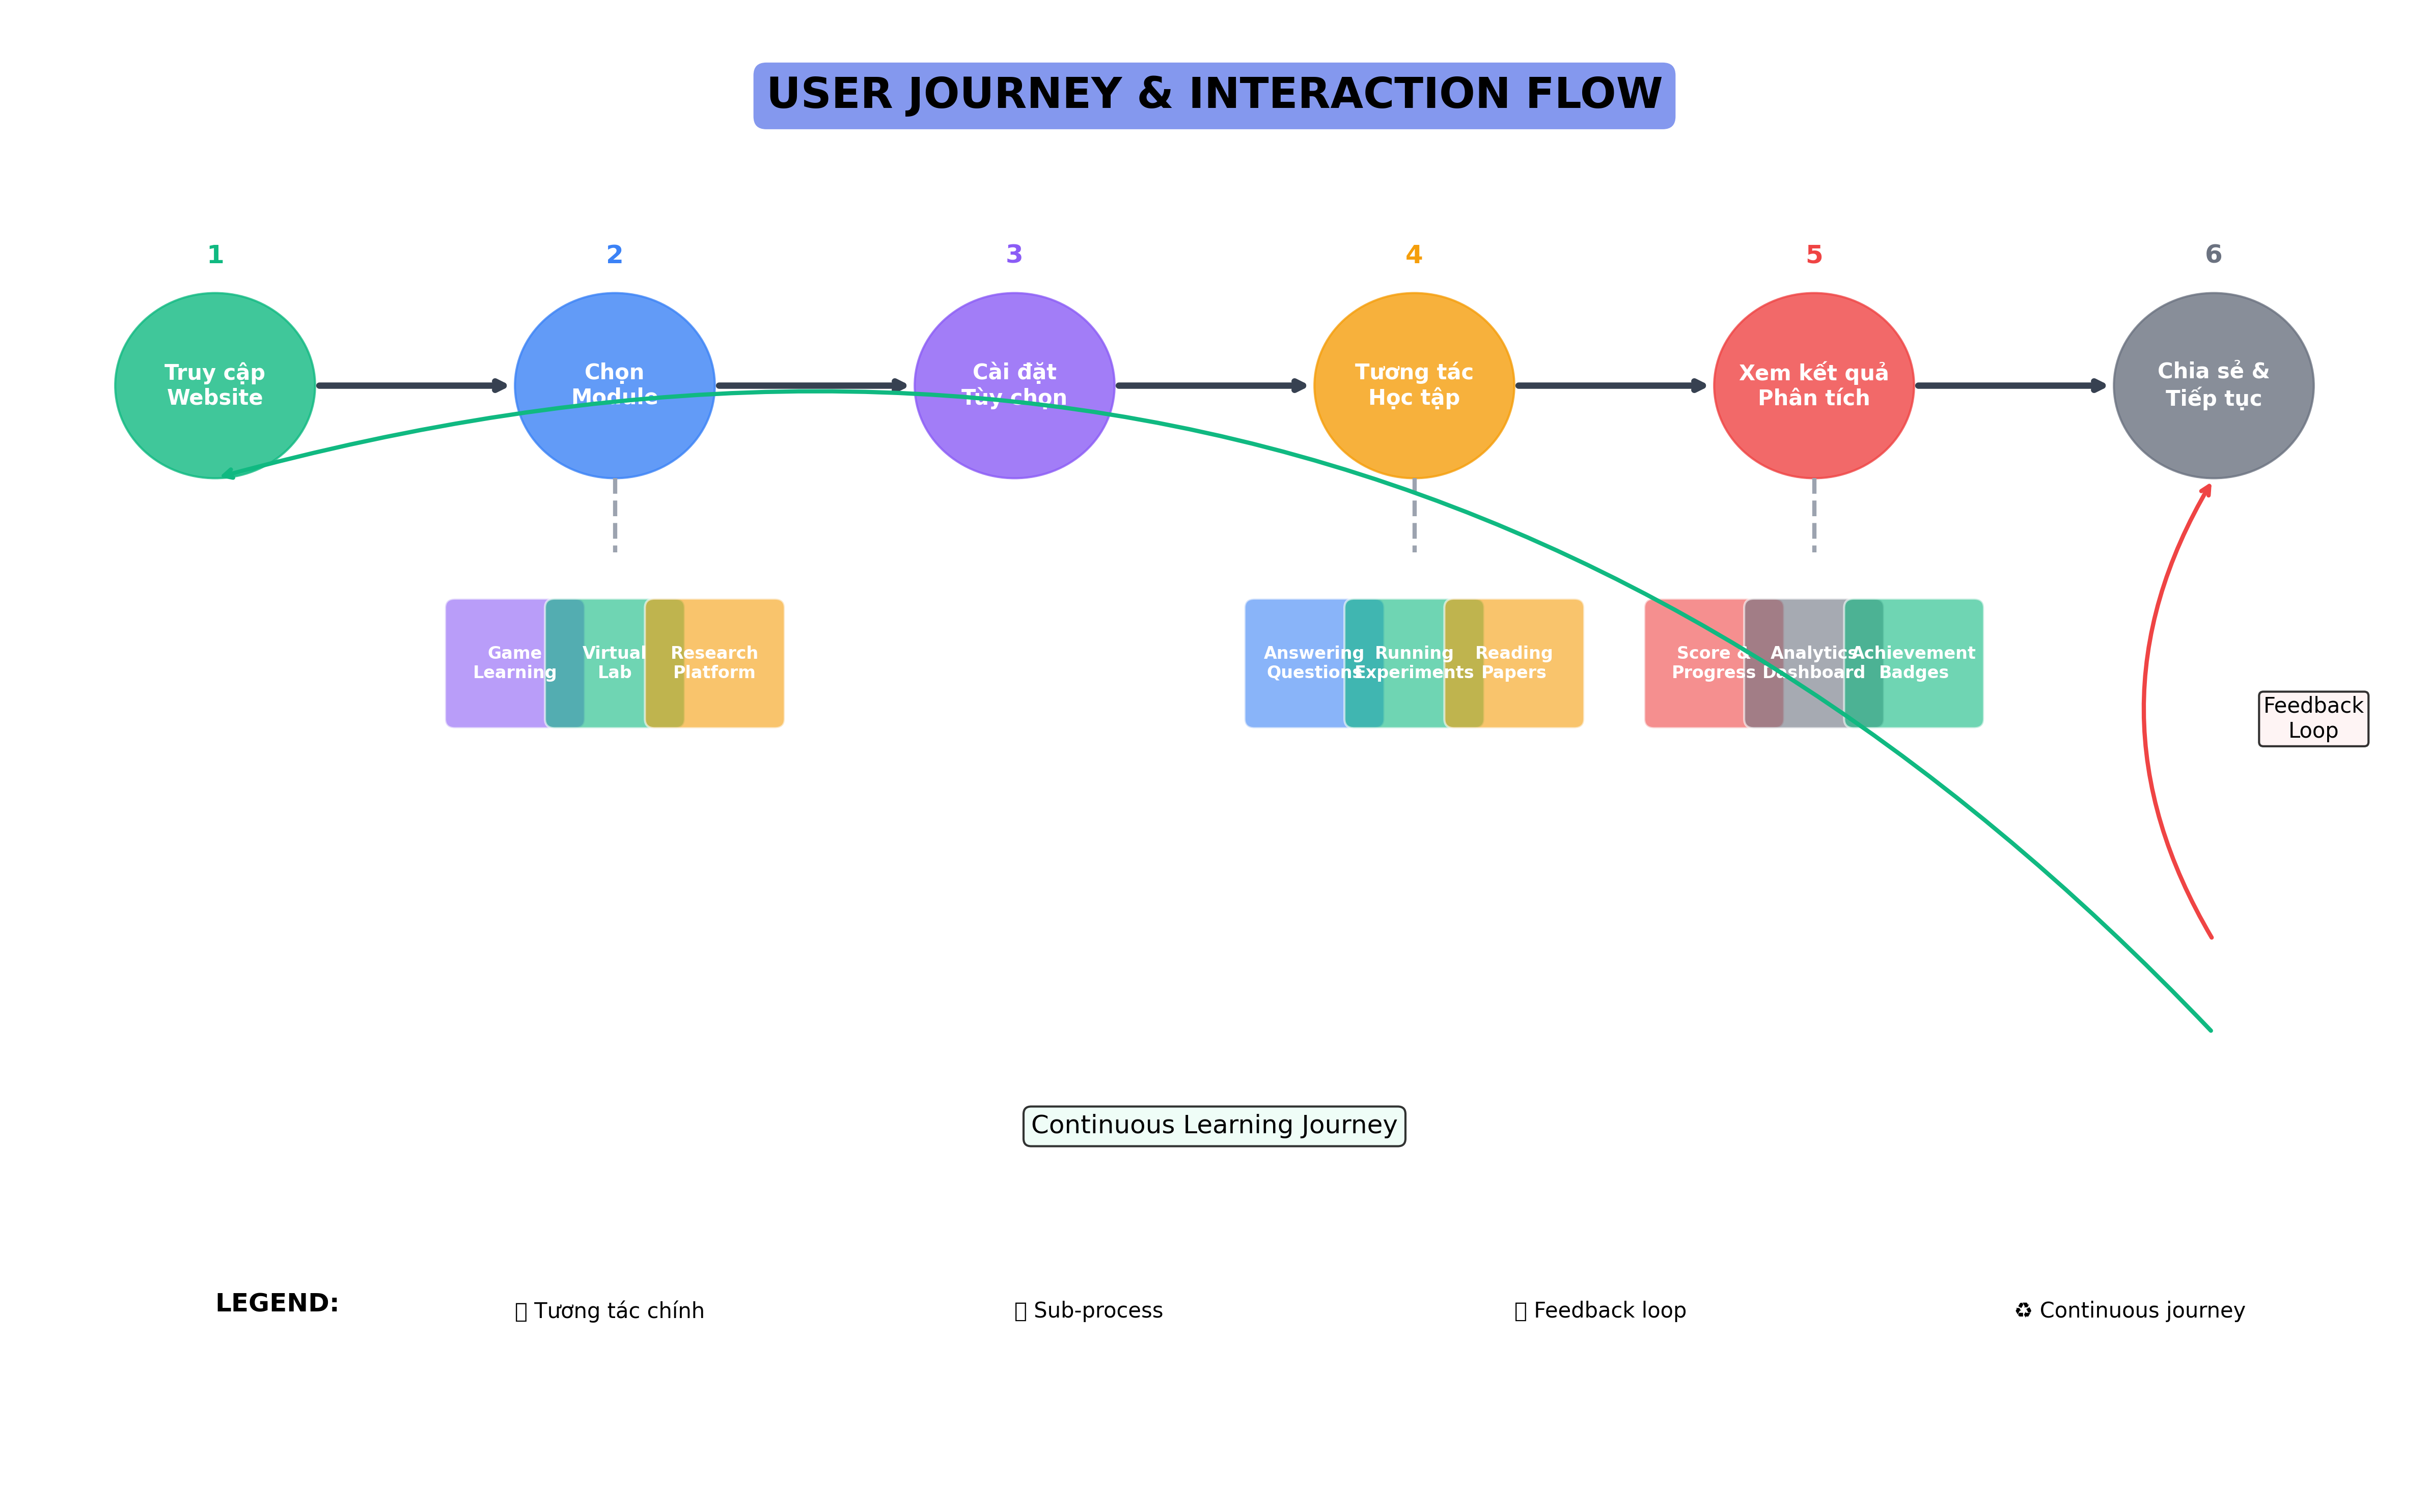 USER JOURNEY & INTERACTION FLOW
1
2
3
4
5
6
Truy cập
Website
Chọn
Module
Cài đặt
Tùy chọn
Tương tác
Học tập
Xem kết quả
Phân tích
Chia sẻ &
Tiếp tục
Game
Learning
Virtual
Lab
Research
Platform
Answering
Questions
Running
Experiments
Reading
Papers
Score &
Progress
Analytics
Dashboard
Achievement
Badges
Feedback
Loop
Continuous Learning Journey
LEGEND:
Tương tác chính
Sub-process
Feedback loop
♻ Continuous journey